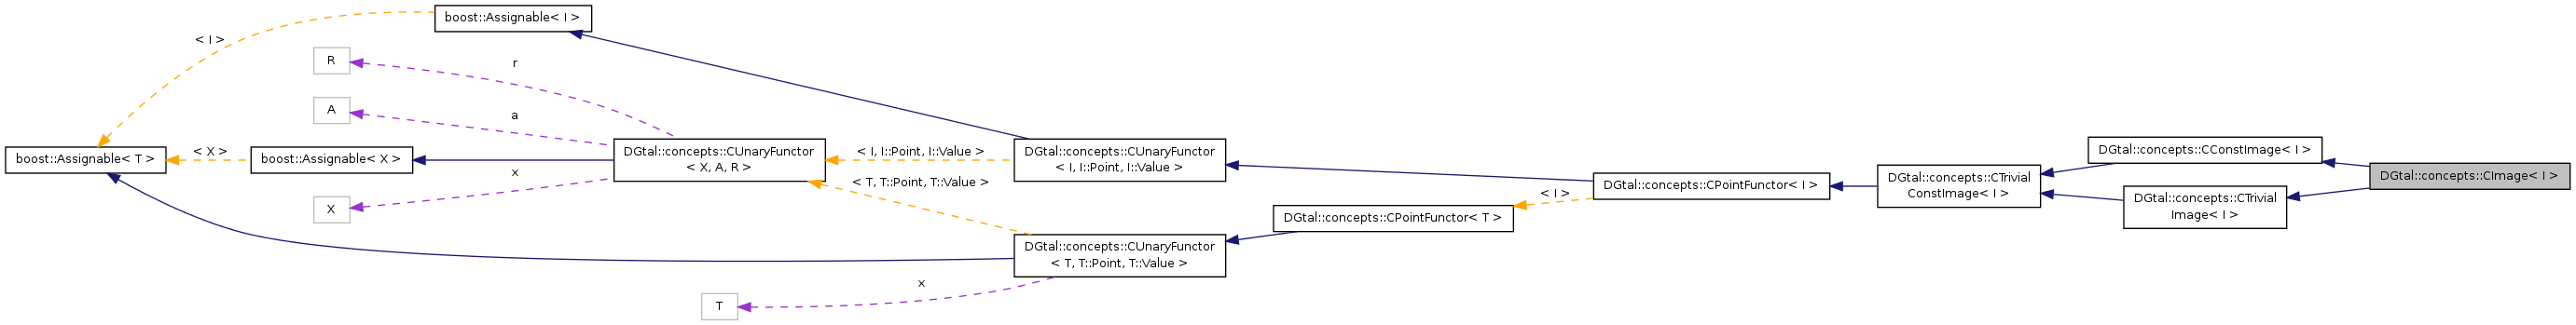 boost::Assignable< I >
< I >
R
r
A
a
boost::Assignable< T >
< X >
boost::Assignable< X >
x
X
DGtal::concepts::CUnaryFunctor
< X, A, R >
< I, I::Point, I::Value >
< T, T::Point, T::Value >
DGtal::concepts::CUnaryFunctor
< I, I::Point, I::Value >
DGtal::concepts::CUnaryFunctor
< T, T::Point, T::Value >
x
T
DGtal::concepts::CPointFunctor< T >
< I >
DGtal::concepts::CPointFunctor< I >
DGtal::concepts::CTrivial
ConstImage< I >
DGtal::concepts::CConstImage< I >
DGtal::concepts::CTrivial
Image< I >
DGtal::concepts::CImage< I >